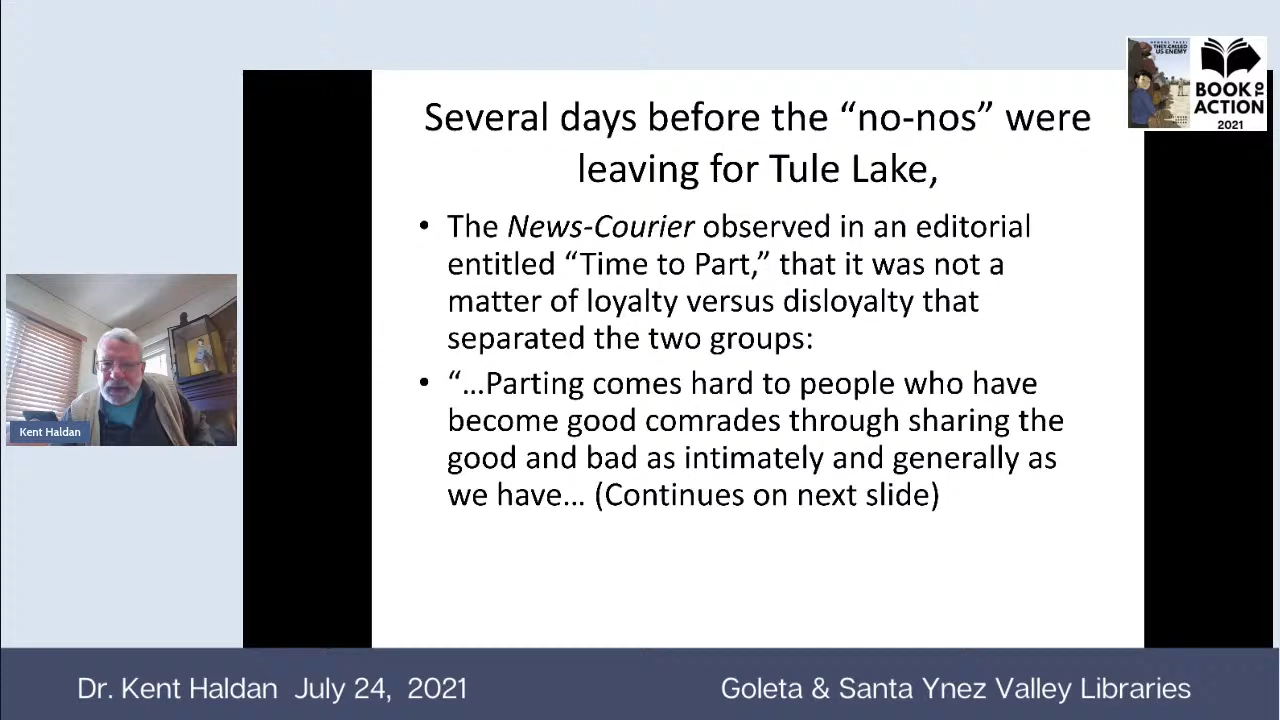 Several days before the “no-nos” were
leaving for Tule Lake,
• The News-Courier observed in an editorial
entitled “Time to Part,” that it was not a
matter of loyalty versus disloyalty that
separated the two groups:
• “…Parting comes hard to people who have
become good comrades through sharing the
good and bad as intimately and generally as
we have… (Continues on next slide)
THEY CALLED
US ENEMY
BOOK TO
ACTION
2021
Kent Haldan
Dr. Kent Haldan July 24, 2021
Goleta & Santa Ynez Valley Libraries